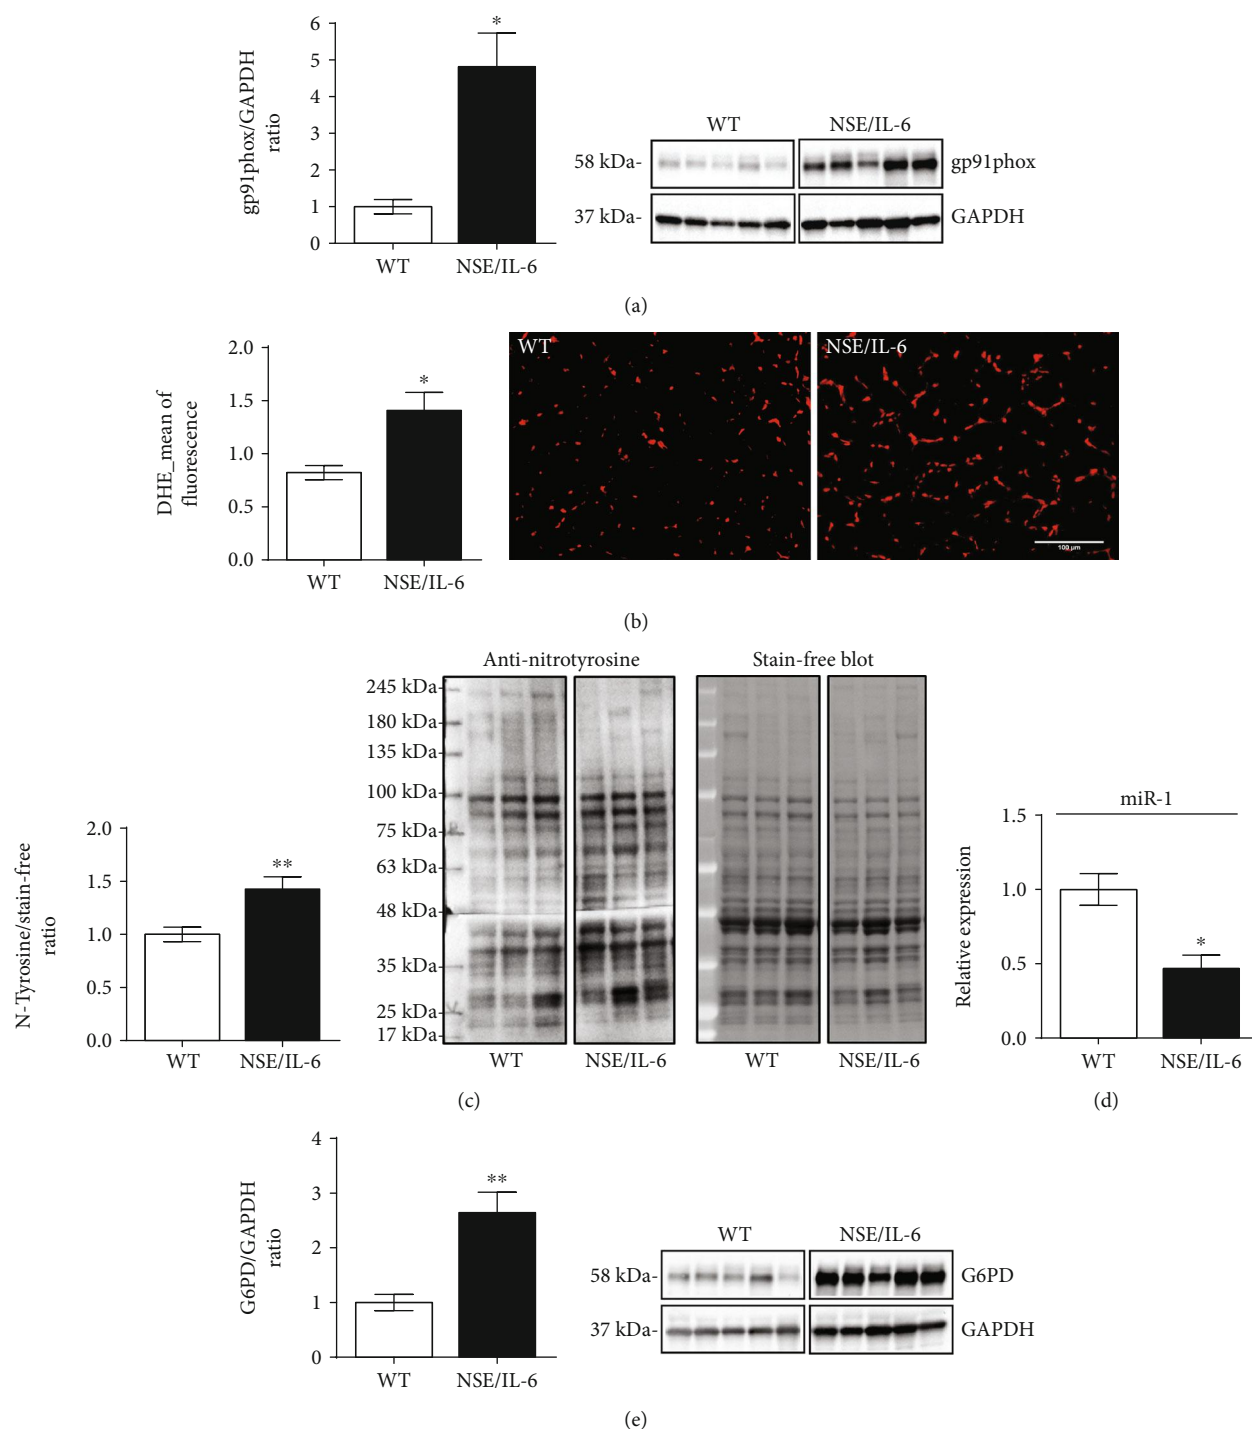 6
5
4
3
2
1
0
gp91phox/GAPDH
ratio
*
WT
NSE/IL-6
WT
NSE/IL-6
58 kDa-
gp91phox
37 kDa-
GAPDH
(a)
2.0
1.5
1.0
0.5
0.0
DHE_mean of
fluorescence
*
WT
NSE/IL-6
WT
NSE/IL-6
100 µm
(b)
2.0
1.5
1.0
0.5
0.0
N-Tyrosine/stain-free
ratio
**
WT
NSE/IL-6
Anti-nitrotyrosine
Stain-free blot
245 kDa-
180 kDa-
135 kDa-
100 kDa-
75 kDa-
63 kDa-
48 kDa-
35 kDa-
25 kDa-
17 kDa-
WT
NSE/IL-6
WT
NSE/IL-6
(c)
miR-1
1.5
1.0
0.5
0.0
Relative expression
*
WT
NSE/IL-6
(d)
4
3
2
1
0
G6PD/GAPDH
ratio
**
WT
NSE/IL-6
WT
NSE/IL-6
58 kDa-
G6PD
37 kDa-
GAPDH
(e)